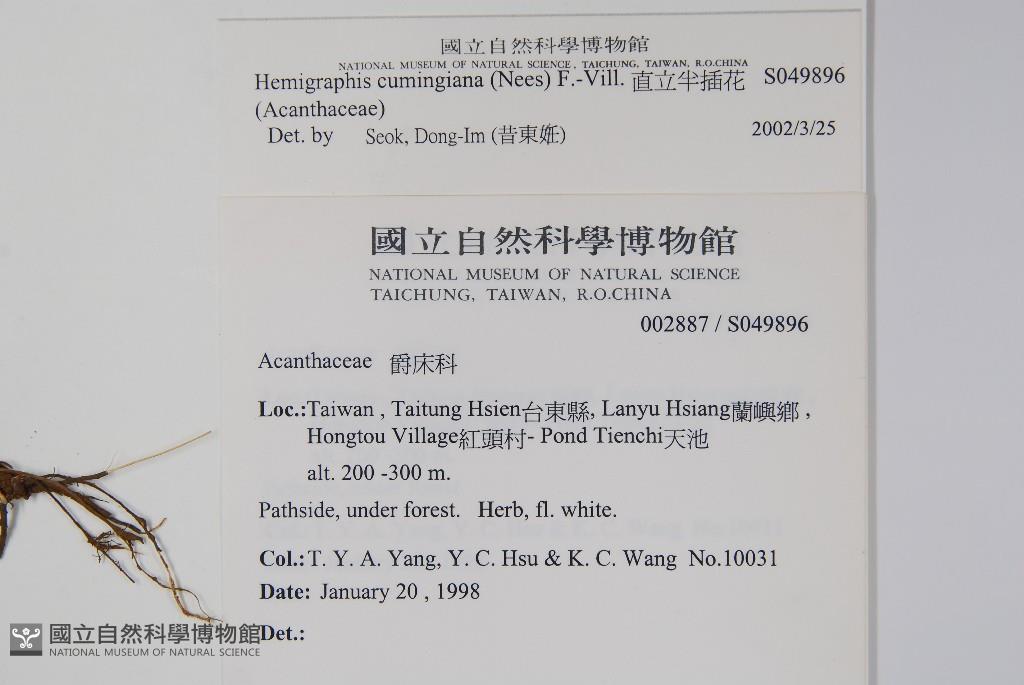 國立自然科學博物館
NATIONAL MUSEUM OF NATURAL SCIENCE, TAICHUNG, TAIWAN, R.O.CHINA
Hemigraphis cumingiana (Nees) F.-Vill. 直立半插花 S049896
(Acanthaceae)
Det. by Seok, Dong-Im (昔東姃) 2002/3/25
國立自然科學博物館
NATIONAL MUSEUM OF NATURAL SCIENCE
TAICHUNG, TAIWAN, R.O.CHINA
002887 / S049896
Acanthaceae 爵床科
Loc.:Taiwan , Taitung Hsien台東縣, Lanyu Hsiang蘭嶼鄉 ,
Hongtou Village紅頭村- Pond Tienchi天池
alt. 200 -300 m.
Pathside, under forest. Herb, fl. white.
Col.: T. Y. A. Yang, Y. C. Hsu & K. C. Wang No.10031
Date: January 20 , 1998
Det.:
國立自然科學博物館
NATIONAL MUSEUM OF NATURAL SCIENCE